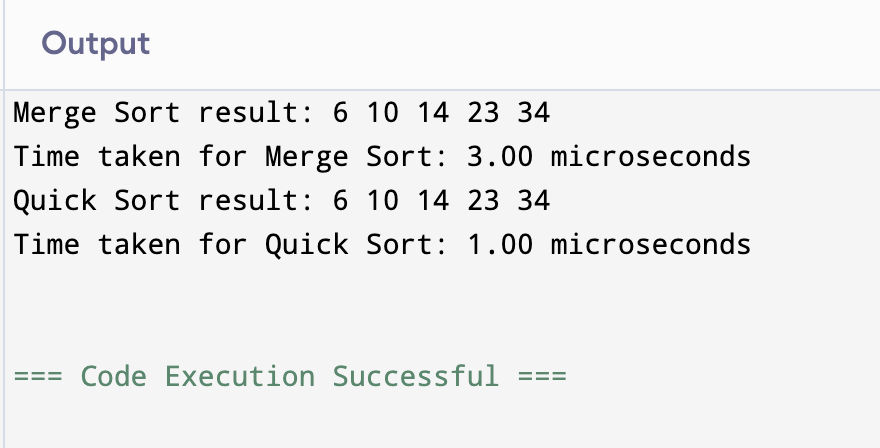 Output
Merge Sort result: 6 10 14 23 34
Time taken for Merge Sort: 3.00 microseconds
Quick Sort result: 6 10 14 23 34
Time taken for Quick Sort: 1.00 microseconds
=== Code Execution Successful ===